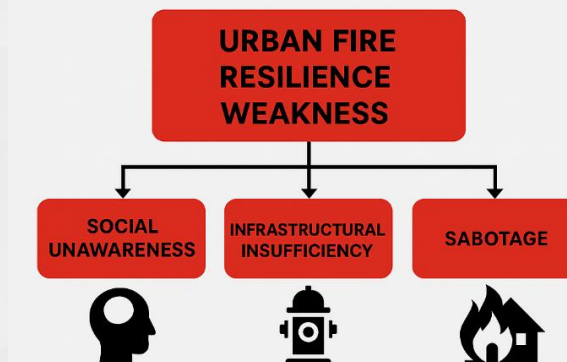 URBAN FIRE
RESILIENCE
WEAKNESS
SOCIAL
UNAWARENESS
INFRASTRUCTURAL
INSUFFICIENCY
SABOTAGE